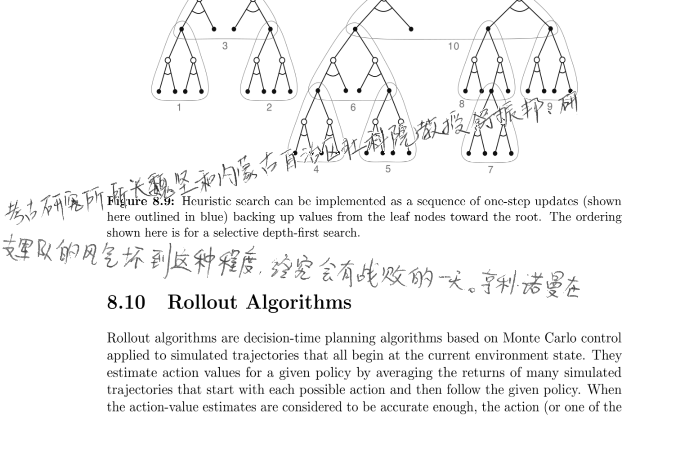 3
10
1
2
6
8
9
4
5
7
考古研究所所长魏坚和内蒙古自治区社科院教授简振邦。研
Figure 8.9: Heuristic search can be implemented as a sequence of one-step updates (shown
here outlined in blue) backing up values from the leaf nodes toward the root. The ordering
shown here is for a selective depth-first search.
支军队的风气坏到这种程度，终究会有战败的一天。亨利·诺曼在
8.10 Rollout Algorithms
Rollout algorithms are decision-time planning algorithms based on Monte Carlo control
applied to simulated trajectories that all begin at the current environment state. They
estimate action values for a given policy by averaging the returns of many simulated
trajectories that start with each possible action and then follow the given policy. When
the action-value estimates are considered to be accurate enough, the action (or one of the